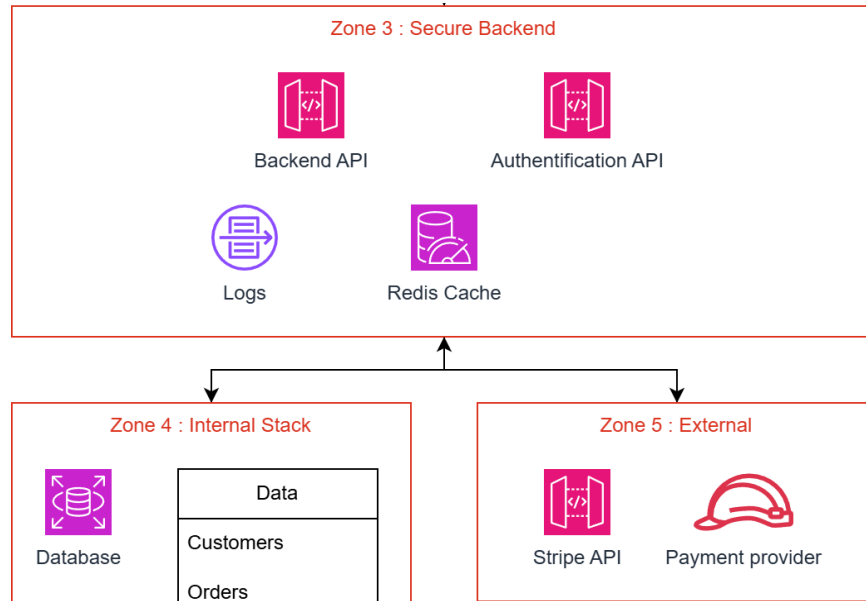 Zone 3 : Secure Backend
</>
Backend API
</>
Authentification API
Logs
Redis Cache
Zone 4 : Internal Stack
Database
Data
Customers
Orders
Zone 5 : External
</>
Stripe API
Payment provider